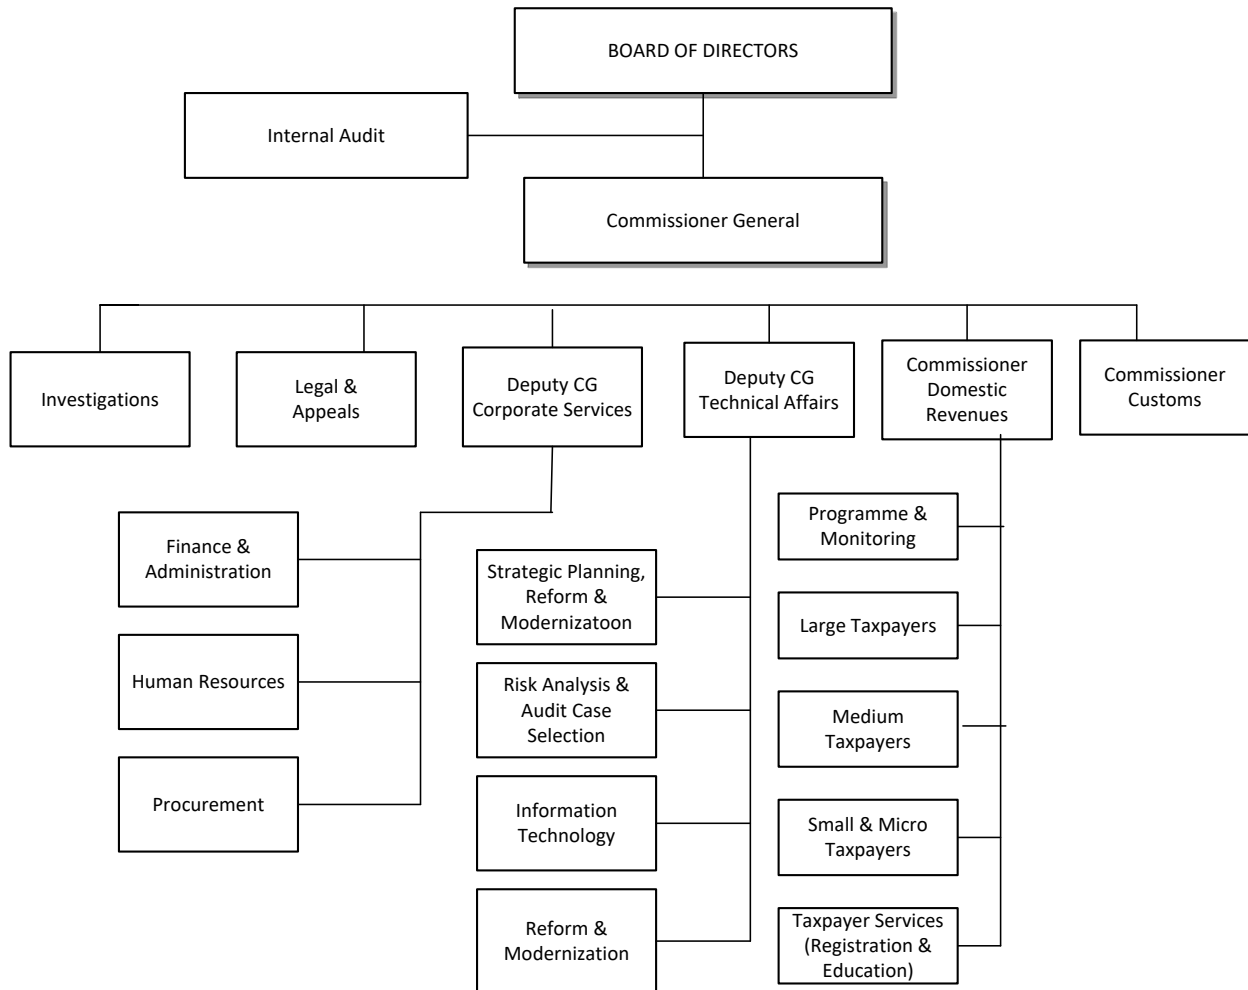 BOARD OF DIRECTORS
Internal Audit
Commissioner General
Investigations
Legal &
Appeals
Deputy CG
Corporate Services
Deputy CG
Technical Affairs
Commissioner
Domestic
Revenues
Commissioner
Customs
Finance &
Administration
Human Resources
Procurement
Strategic Planning,
Reform &
Modernizatoon
Risk Analysis &
Audit Case
Selection
Information
Technology
Reform &
Modernization
Programme &
Monitoring
Large Taxpayers
Medium
Taxpayers
Small & Micro
Taxpayers
Taxpayer Services
(Registration &
Education)